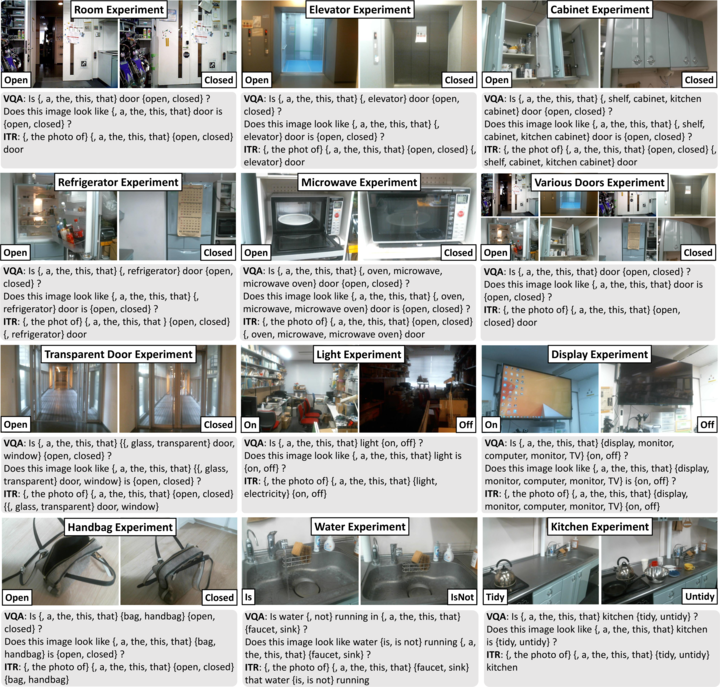 Room Experiment
Open
Closed
VQA: Is {, a, the, this, that} door {open, closed} ?
Does this image look like {, a, the, this, that} door is
{open, closed} ?
ITR: {, the photo of} {, a, the, this, that} {open, closed}
door
Elevator Experiment
Open
Closed
VQA: Is {, a, the, this, that} {, elevator} door {open,
closed} ?
Does this image look like {, a, the, this, that} {,
elevator} door is {open, closed} ?
ITR: {, the phot of} {, a, the, this, that} {open, closed} {,
elevator} door
Cabinet Experiment
Open
Closed
VQA: Is {, a, the, this, that} {, shelf, cabinet, kitchen
cabinet} door {open, closed} ?
Does this image look like {, a, the, this, that} {, shelf,
cabinet, kitchen cabinet} door is {open, closed} ?
ITR: {, the phot of} {, a, the, this, that} {open, closed} {,
shelf, cabinet, kitchen cabinet} door
Refrigerator Experiment
Open
Closed
VQA: Is {, a, the, this, that} {, refrigerator} door {open,
closed} ?
Does this image look like {, a, the, this, that} {,
refrigerator} door is {open, closed} ?
ITR: {, the phot of} {, a, the, this, that } {open, closed}
{, refrigerator} door
Microwave Experiment
Open
Closed
VQA: Is {, a, the, this, that} {, oven, microwave,
microwave oven} door {open, closed} ?
Does this image look like {, a, the, this, that} {, oven,
microwave, microwave oven} door is {open, closed} ?
ITR: {, the photo of} {, a, the, this, that} {open, closed}
{, oven, microwave, microwave oven} door
Various Doors Experiment
Open
Closed
VQA: Is {, a, the, this, that} door {open, closed} ?
Does this image look like {, a, the, this, that} door is
{open, closed} ?
ITR: {, the photo of} {, a, the, this, that} {open,
closed} door
Transparent Door Experiment
Open
Closed
VQA: Is {, a, the, this, that} {{, glass, transparent} door,
window} {open, closed} ?
Does this image look like {, a, the, this, that} {{, glass,
transparent} door, window} is {open, closed} ?
ITR: {, the photo of} {, a, the, this, that} {open, closed}
{{, glass, transparent} door, window}
Light Experiment
On
Off
VQA: Is {, a, the, this, that} light {on, off} ?
Does this image look like {, a, the, this, that} light is
{on, off} ?
ITR: {, the photo of} {, a, the, this, that} {light,
electricity} {on, off}
Display Experiment
On
Off
VQA: Is {, a, the, this, that} {display, monitor,
computer, monitor, TV} {on, off} ?
Does this image look like {, a, the, this, that} {display,
monitor, computer, monitor, TV} is {on, off} ?
ITR: {, the photo of} {, a, the, this, that} {display,
monitor, computer, monitor, TV} {on, off}
Handbag Experiment
Open
Closed
VQA: Is {, a, the, this, that} {bag, handbag} {open,
closed} ?
Does this image look like {, a, the, this, that} {bag,
handbag} is {open, closed} ?
ITR: {, the photo of} {, a, the, this, that} {open, closed}
{bag, handbag}
Water Experiment
Is
IsNot
VQA: Is water {, not} running in {, a, the, this, that}
{faucet, sink} ?
Does this image look like water {is, is not} running {, a,
the, this, that} {faucet, sink} ?
ITR: {, the photo of} {, a, the, this, that} {faucet, sink}
that water {is, is not} running
Kitchen Experiment
Tidy
Untidy
VQA: Is {, a, the, this, that} kitchen {tidy, untidy} ?
Does this image look like {, a, the, this, that} kitchen
is {tidy, untidy} ?
ITR: {, the photo of} {, a, the, this, that} {tidy, untidy}
kitchen